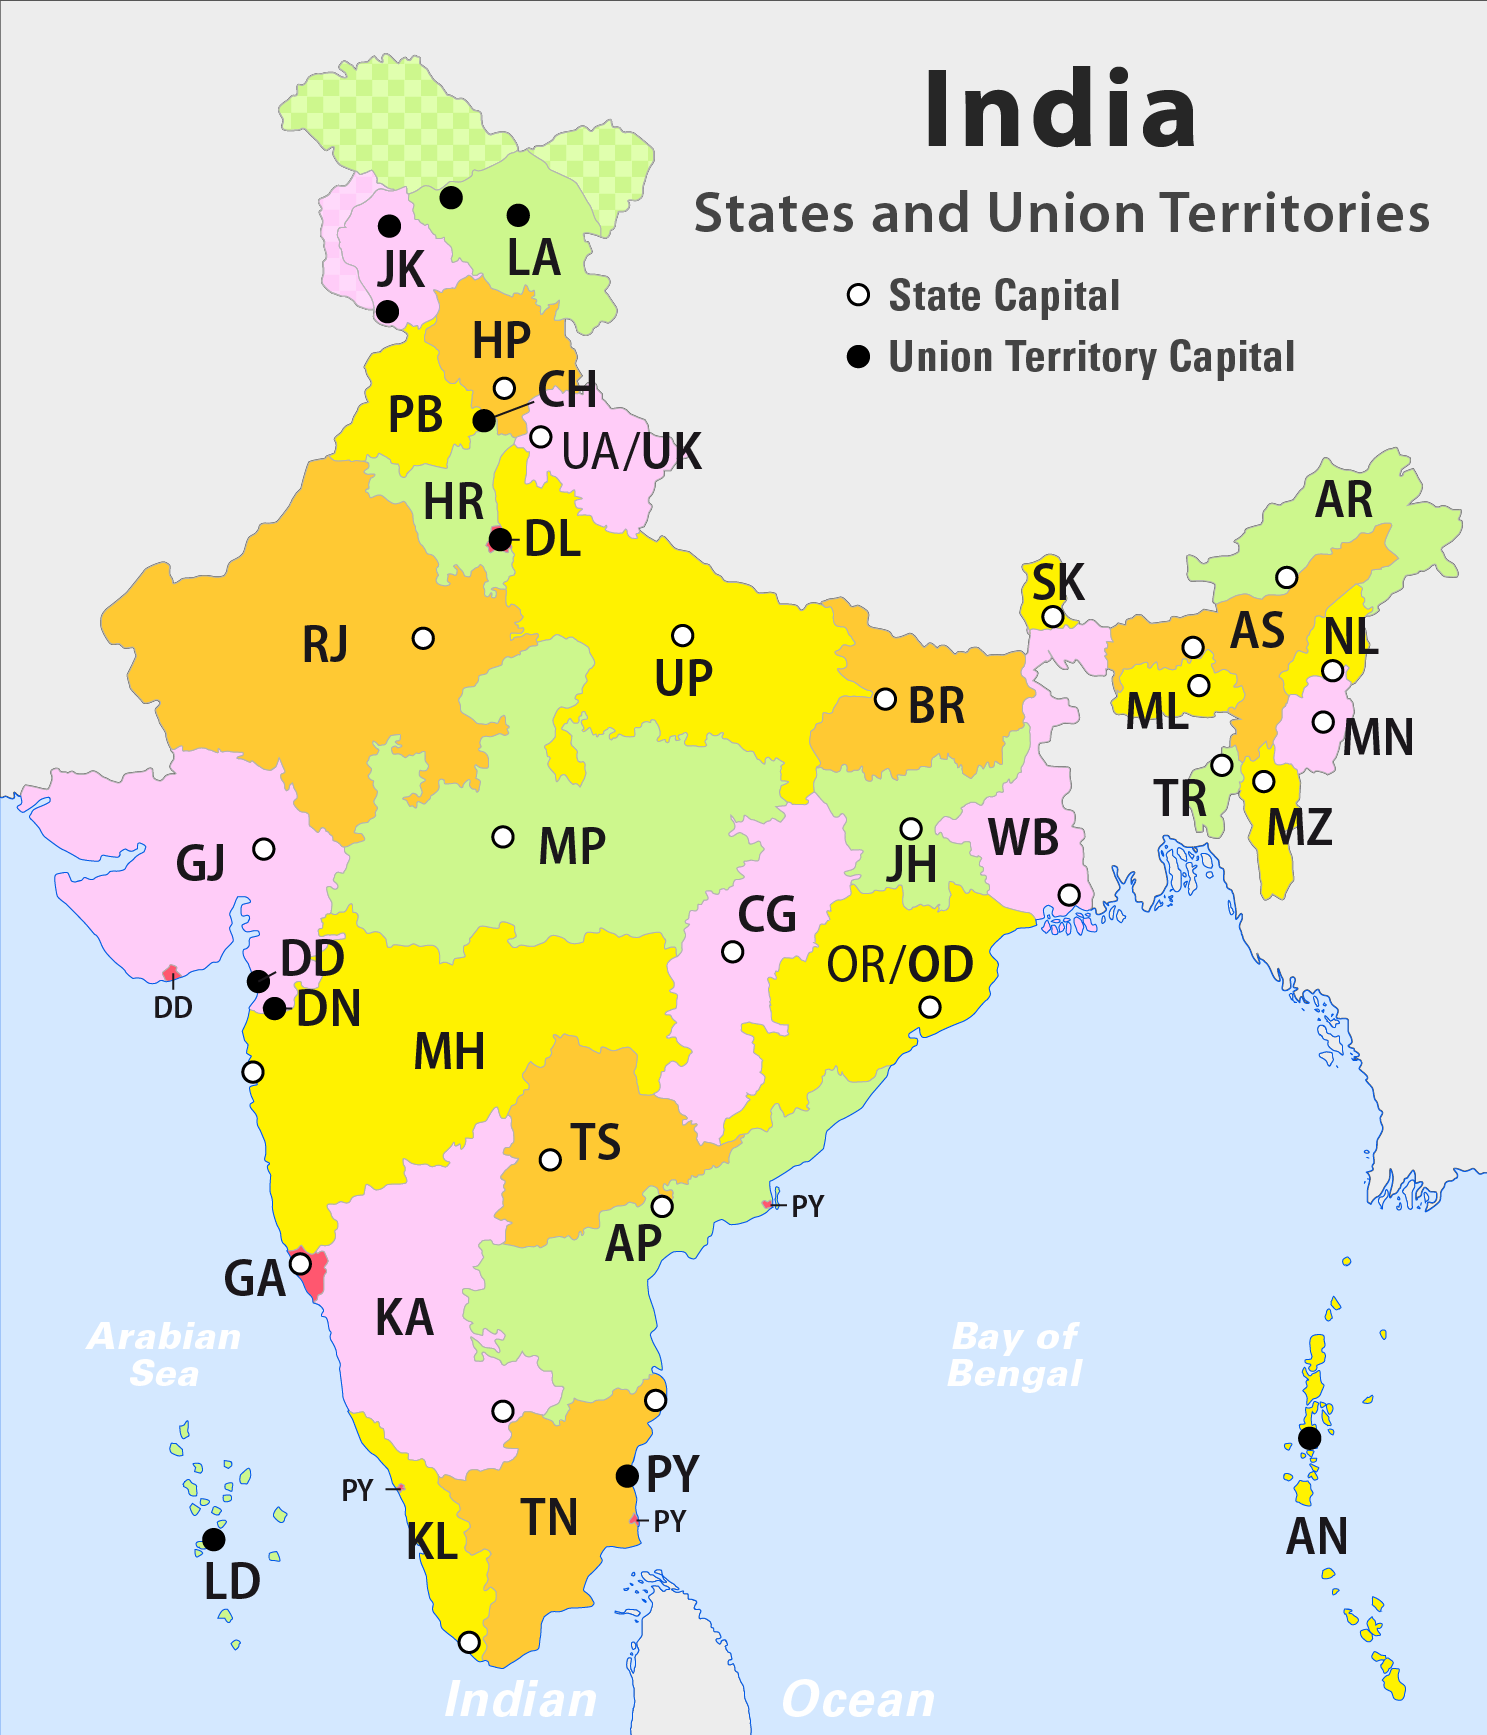 India
States and Union Territories
State Capital
Union Territory Capital
LA
JK
HP
CH
PB
UA/UK
HR
DL
AR
SK
AS
NL
RJ
UP
BR
ML
MN
TR
MZ
GJ
MP
JH
WB
CG
DD
DD
DN
OR/OD
MH
TS
PY
AP
GA
KA
Arabian
Sea
Bay of
Bengal
PY
PY
TN
PY
KL
AN
LD
Indian Ocean